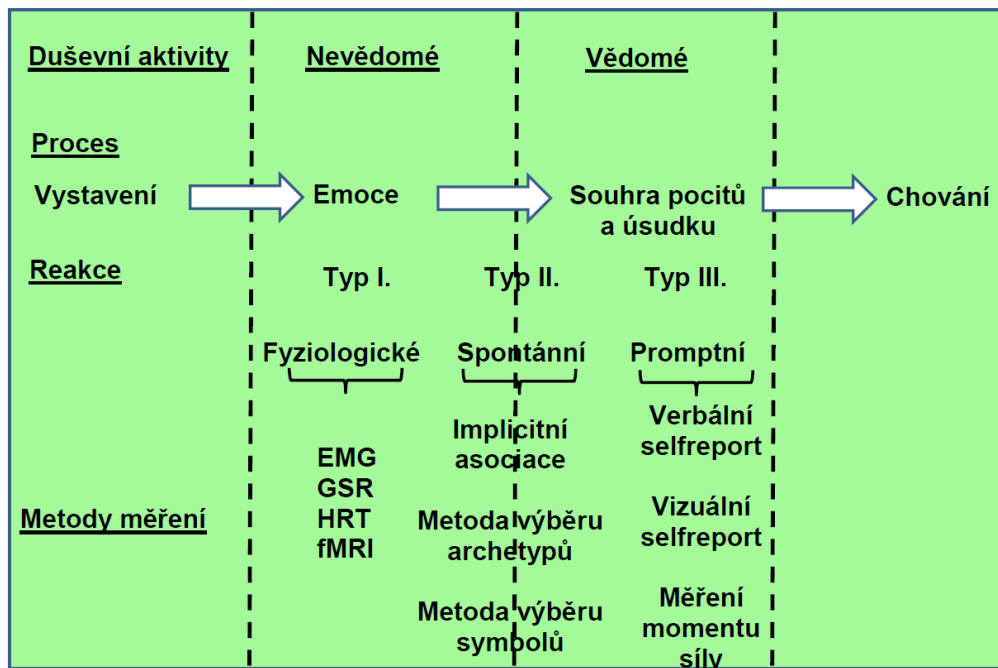 Duševní aktivity
Nevědomé
Vědomé
Proces
Vystavení
Emoce
Souhra pocitů
a úsudku
Chování
Reakce
Typ I.
Typ II.
Typ III.
Fyziologické
Spontánní
Promptní
Metody měření
EMG
GSR
HRT
fMRI
Implicitní
asociace
Metoda výběru
archetypů
Metoda výběru
symbolů
Verbální
selfreport
Vizuální
selfreport
Měření
momentu
síly